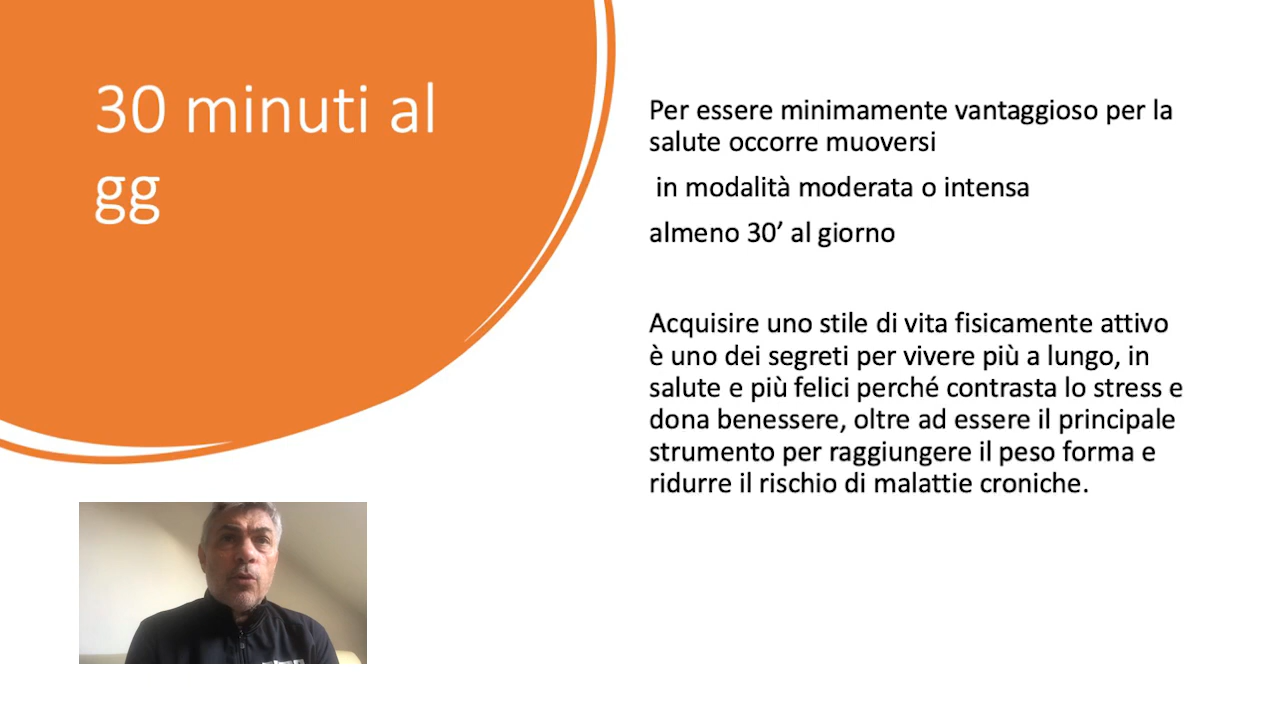 30 minuti al
gg
Per essere minimamente vantaggioso per la
salute occorre muoversi
in modalità moderata o intensa
almeno 30’ al giorno
Acquisire uno stile di vita fisicamente attivo
è uno dei segreti per vivere più a lungo, in
salute e più felici perché contrasta lo stress e
dona benessere, oltre ad essere il principale
strumento per raggiungere il peso forma e
ridurre il rischio di malattie croniche.